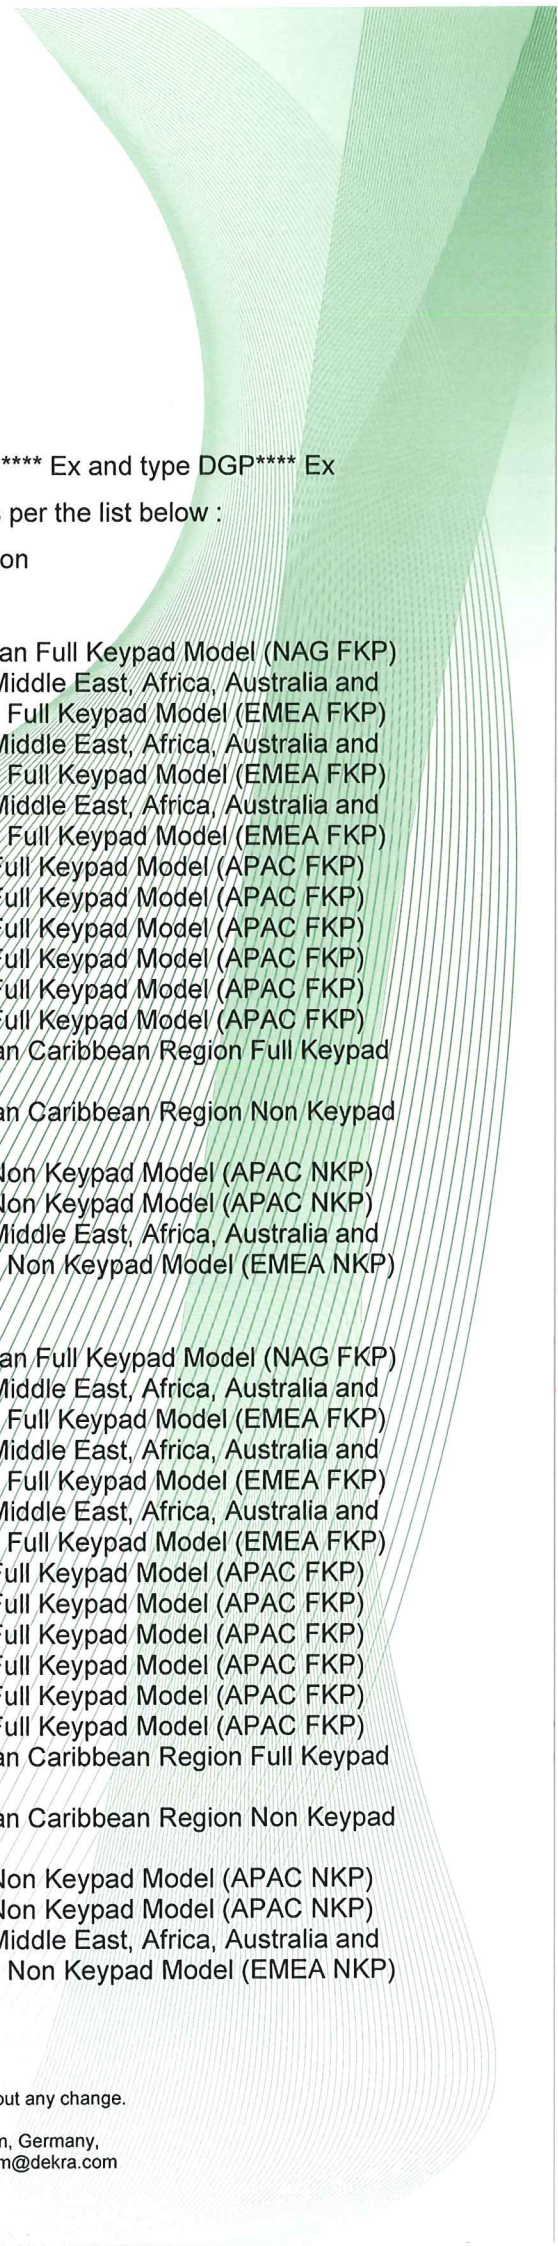 **** Ex and type DGP**** Ex
per the list below :
on
an Full Keypad Model (NAG FKP)
Middle East, Africa, Australia and
Full Keypad Model (EMEA FKP)
Middle East, Africa, Australia and
Full Keypad Model (EMEA FKP)
Middle East, Africa, Australia and
Full Keypad Model (EMEA FKP)
Full Keypad Model (APAC FKP)
Full Keypad Model (APAC FKP)
Full Keypad Model (APAC FKP)
Full Keypad Model (APAC FKP)
Full Keypad Model (APAC FKP)
Full Keypad Model (APAC FKP)
an Caribbean Region Full Keypad
an Caribbean Region Non Keypad
Non Keypad Model (APAC NKP)
Non Keypad Model (APAC NKP)
Middle East, Africa, Australia and
Non Keypad Model (EMEA NKP)
an Full Keypad Model (NAG FKP)
Middle East, Africa, Australia and
Full Keypad Model (EMEA FKP)
Middle East, Africa, Australia and
Full Keypad Model (EMEA FKP)
Middle East, Africa, Australia and
Full Keypad Model (EMEA FKP)
Full Keypad Model (APAC FKP)
Full Keypad Model (APAC FKP)
Full Keypad Model (APAC FKP)
Full Keypad Model (APAC FKP)
Full Keypad Model (APAC FKP)
Full Keypad Model (APAC FKP)
an Caribbean Region Full Keypad
an Caribbean Region Non Keypad
Non Keypad Model (APAC NKP)
Non Keypad Model (APAC NKP)
Middle East, Africa, Australia and
Non Keypad Model (EMEA NKP)
out any change.
n, Germany,
m@dekra.com